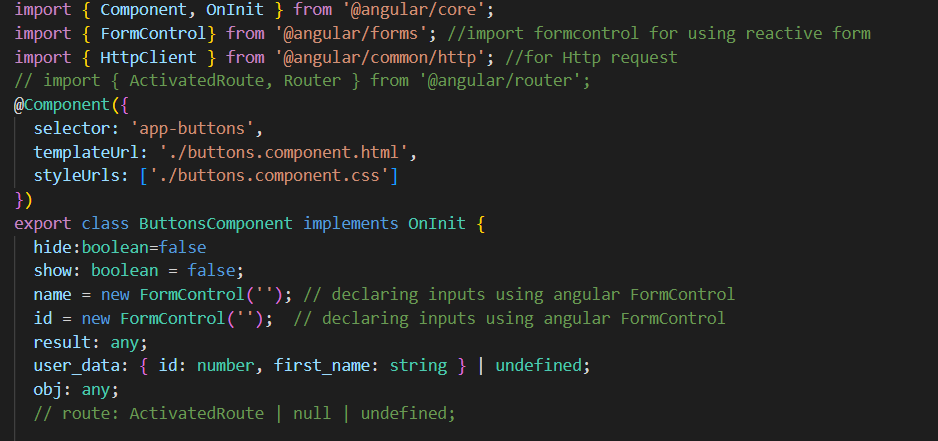 import { Component, OnInit } from '@angular/core';
import { FormControl} from '@angular/forms'; //import formcontrol for using reactive form
import { HttpClient } from '@angular/common/http'; //for Http request
// import { ActivatedRoute, Router } from '@angular/router';
@Component({
  selector: 'app-buttons',
  templateUrl: './buttons.component.html',
  styleUrls: ['./buttons.component.css']
})
export class ButtonsComponent implements OnInit {
  hide:boolean=false
  show: boolean = false;
  name = new FormControl(''); // declaring inputs using angular FormControl
  id = new FormControl('');  // declaring inputs using angular FormControl
  result: any;
  user_data: { id: number, first_name: string } | undefined;
  obj: any;
  // route: ActivatedRoute | null | undefined;